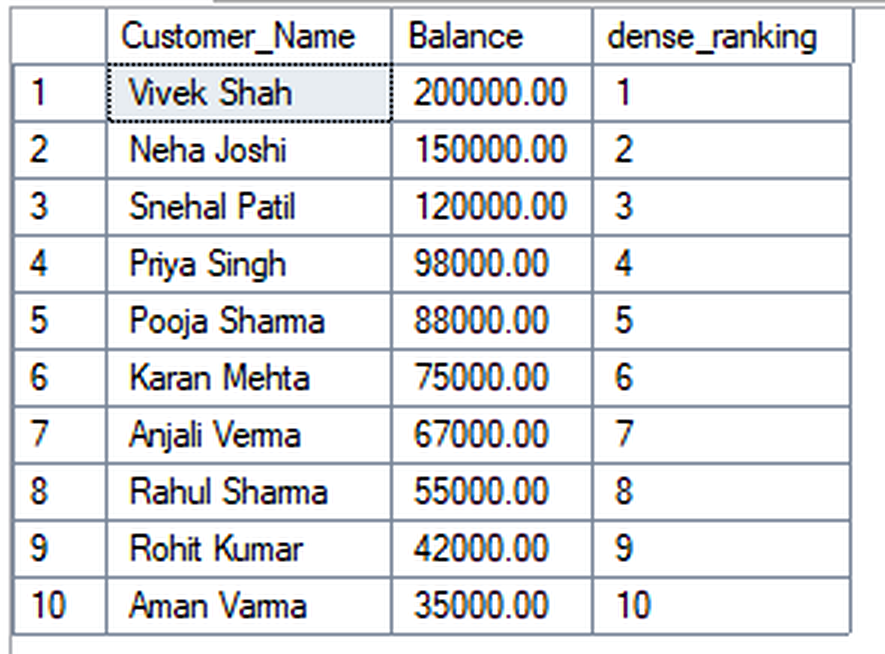 Customer_Name Balance dense_ranking
1 Vivek Shah 200000.00 1
2 Neha Joshi 150000.00 2
3 Snehal Patil 120000.00 3
4 Priya Singh 98000.00 4
5 Pooja Sharma 88000.00 5
6 Karan Mehta 75000.00 6
7 Anjali Verma 67000.00 7
8 Rahul Sharma 55000.00 8
9 Rohit Kumar 42000.00 9
10 Aman Varma 35000.00 10